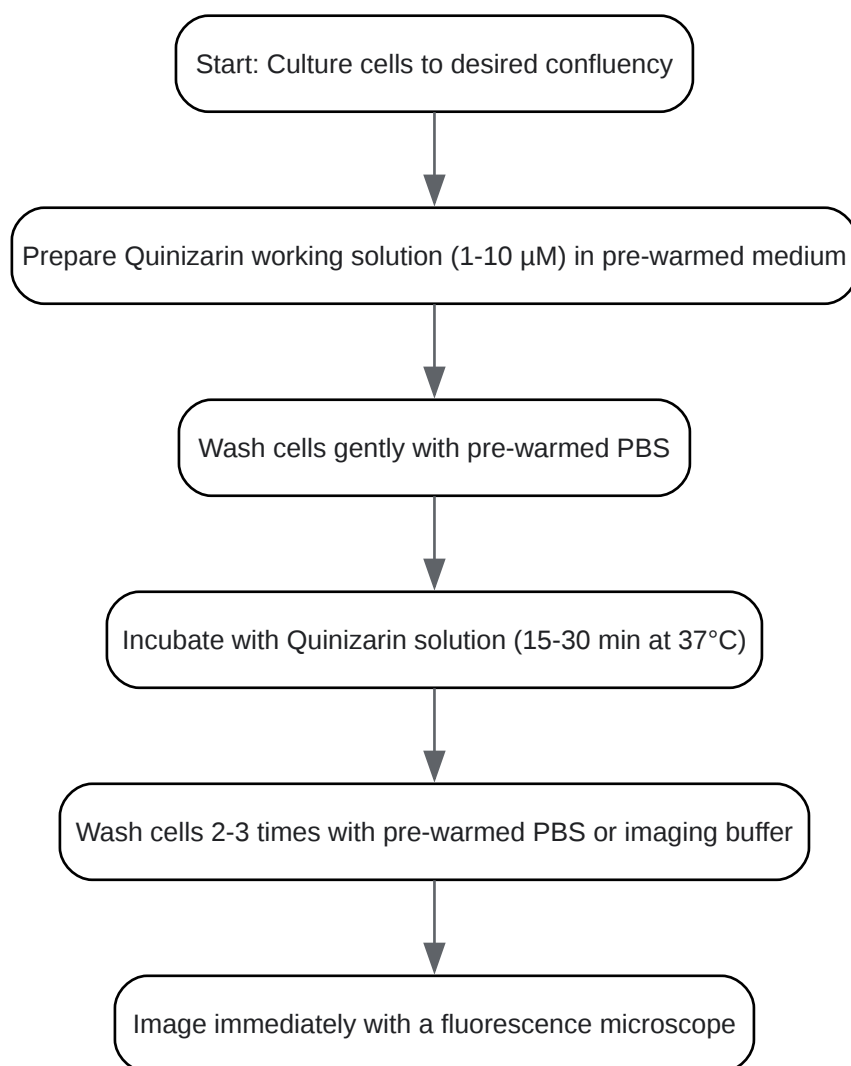 Start: Culture cells to desired confluency
Prepare Quinizarin working solution (1-10 µM) in pre-warmed medium
Wash cells gently with pre-warmed PBS
Incubate with Quinizarin solution (15-30 min at 37°C)
Wash cells 2-3 times with pre-warmed PBS or imaging buffer
Image immediately with a fluorescence microscope